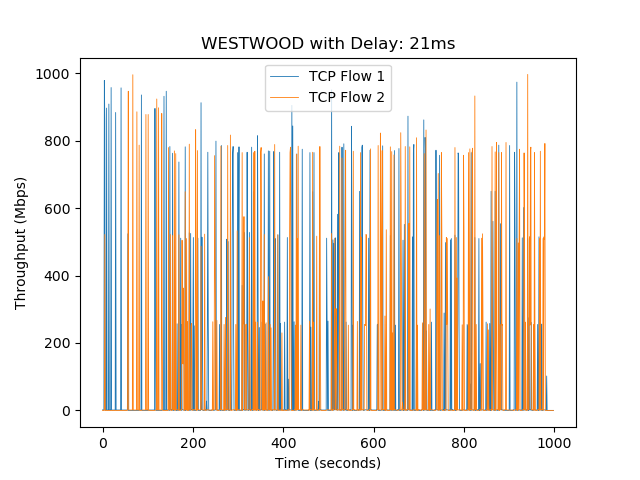 WESTWOOD with Delay: 21ms
TCP Flow 1
TCP Flow 2
1000
800
600
400
200
0
Throughput (Mbps)
0 200 400 600 800 1000
Time (seconds)